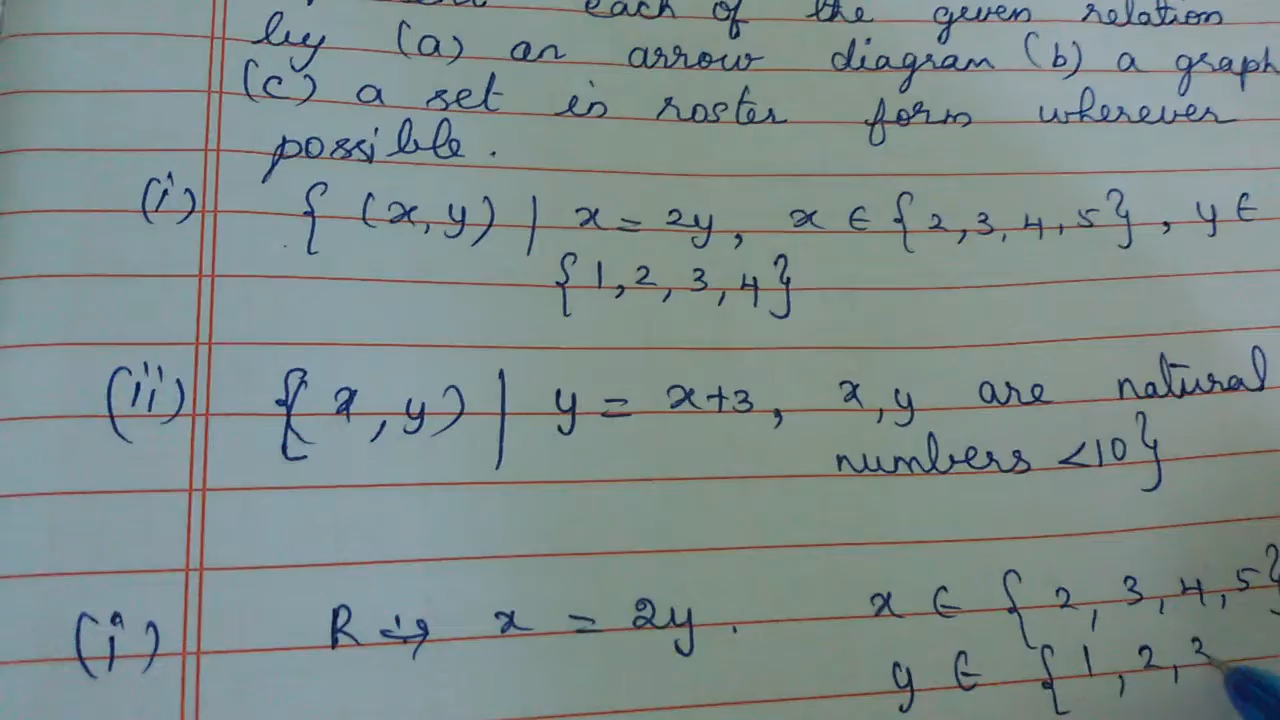 each of the given relation
by (a) an arrow diagram (b) a graph
(c) a set in roster form wherever
possible.
(i) { (x, y) | x = 2y, x ∈ {2, 3, 4, 5} , y ∈
{1, 2, 3, 4}
(ii) {x, y) | y = x+3, x, y are natural
numbers <10}
(i) R → x = 2y. x ∈ {2, 3, 4, 5}
y ∈ {1, 2, 3